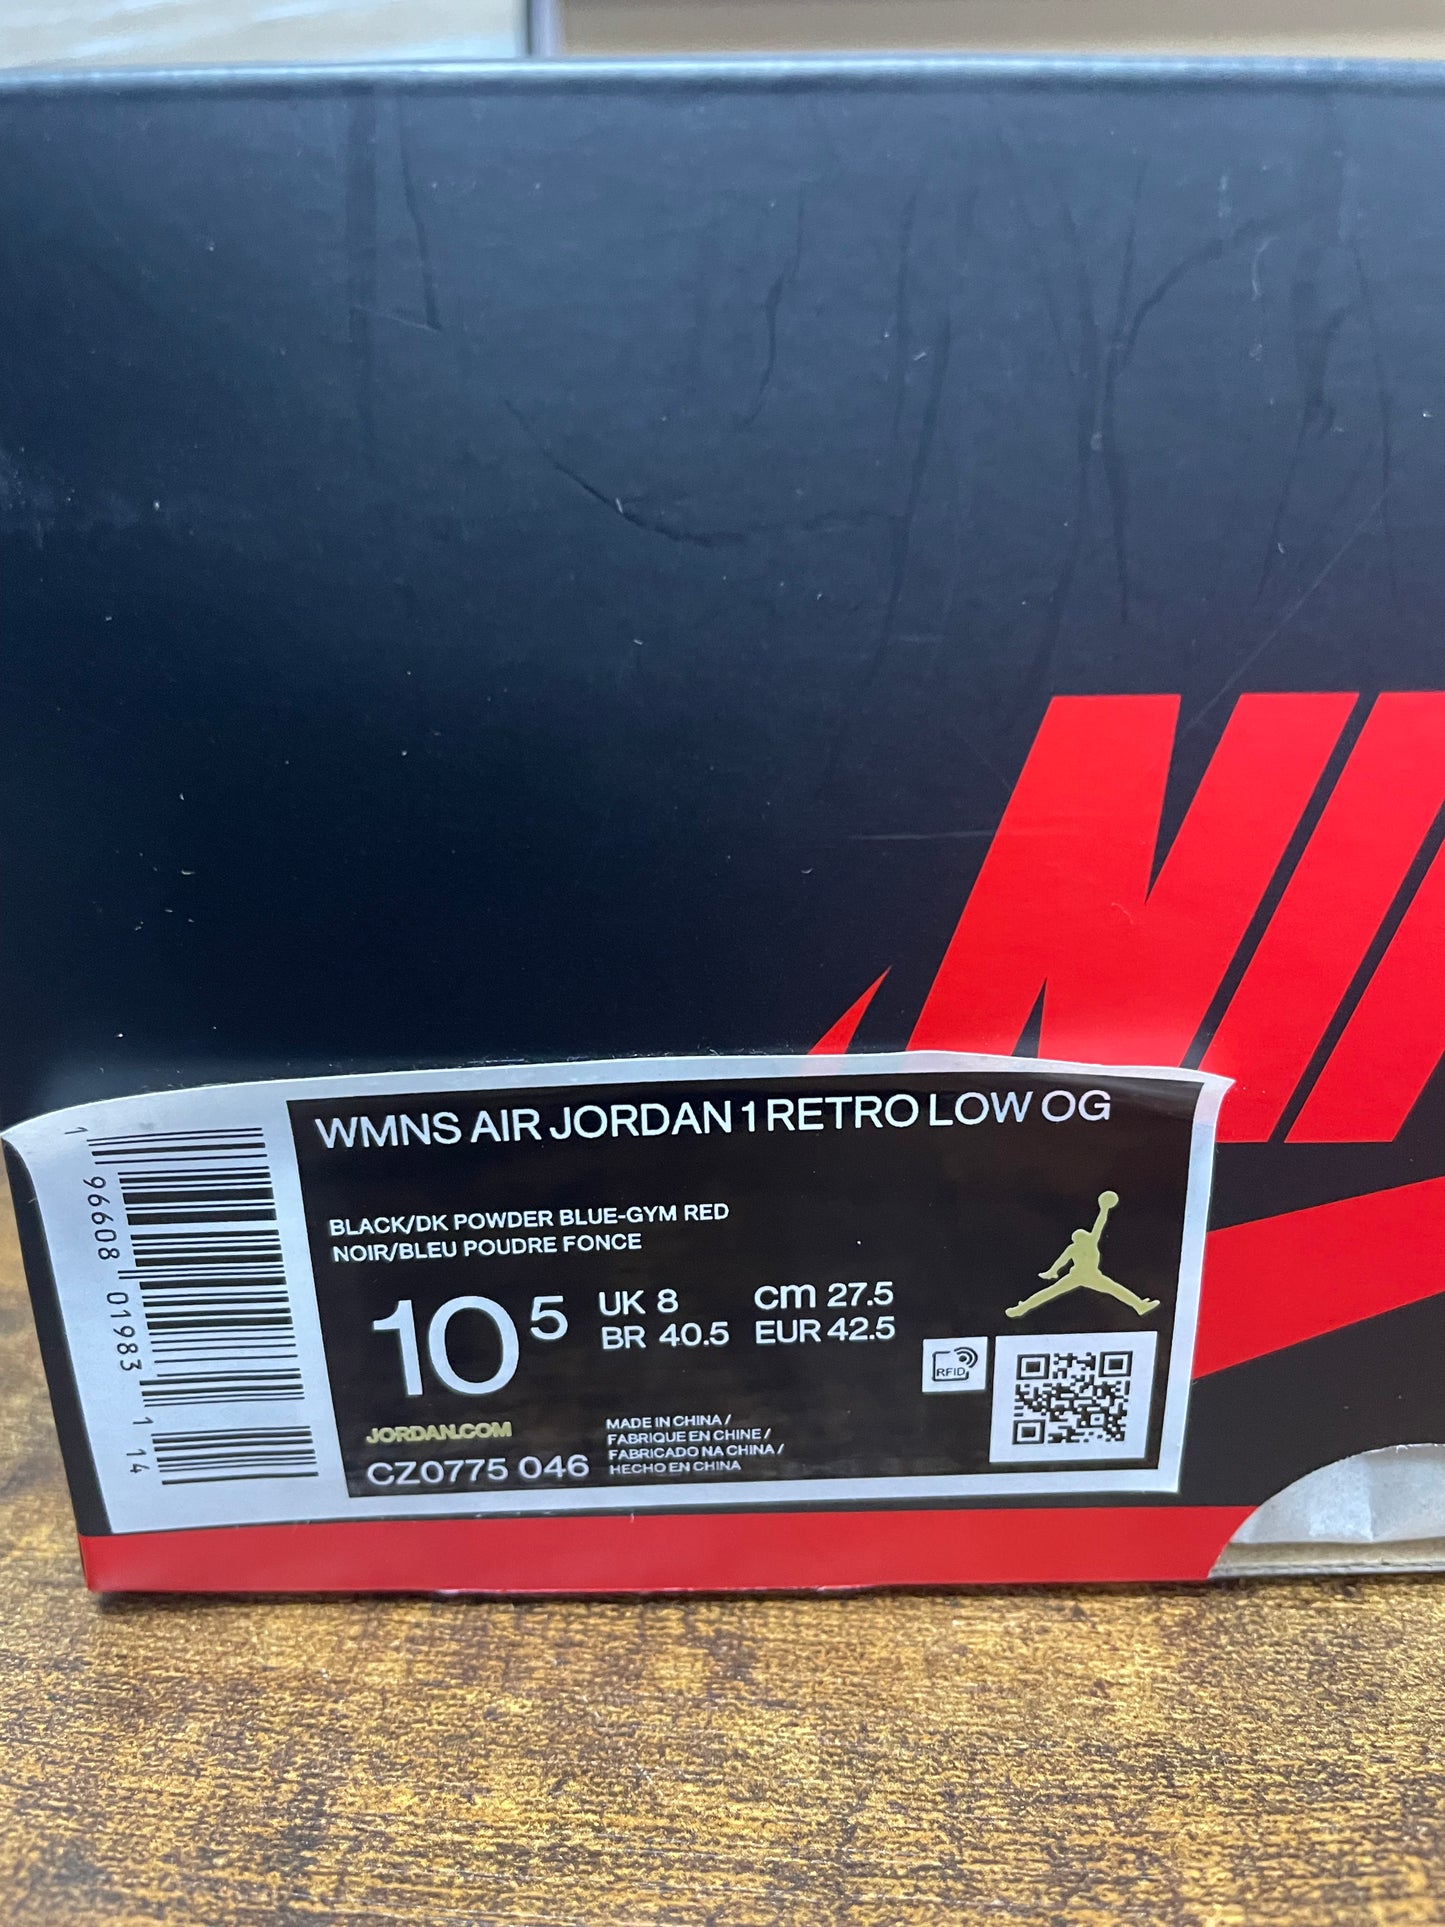 NI
WMNS AIR JORDAN 1 RETRO LOW OG
BLACK/DK POWDER BLUE-GYM RED
NOIR/BLEU POUDRE FONCE
10 5
UK 8
cm 27.5
BR 40.5
EUR 42.5
RFID
JORDAN.COM
CZ0775 046
MADE IN CHINA /
FABRIQUE EN CHINE /
FABRICADO NA CHINA /
HECHO EN CHINA
1 96608 01983 1 14